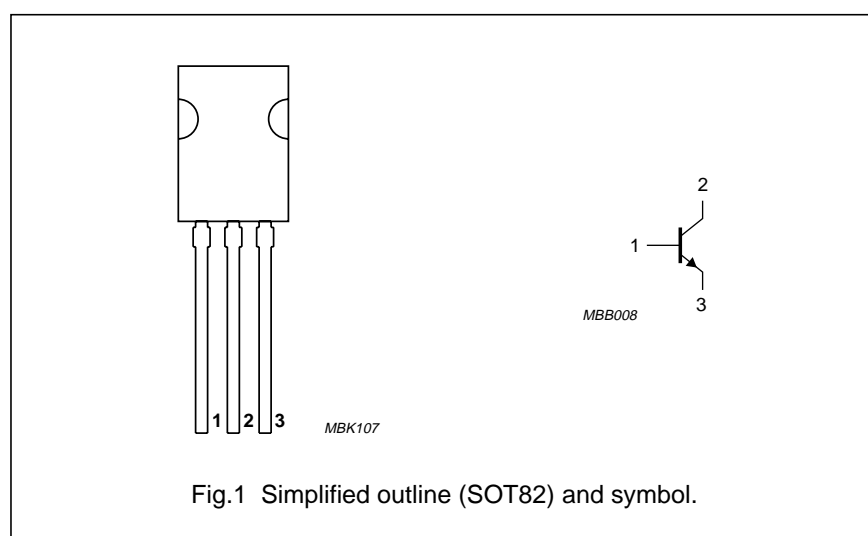 1 2 3
MBK107
2
1
3
MBB008
Fig.1 Simplified outline (SOT82) and symbol.